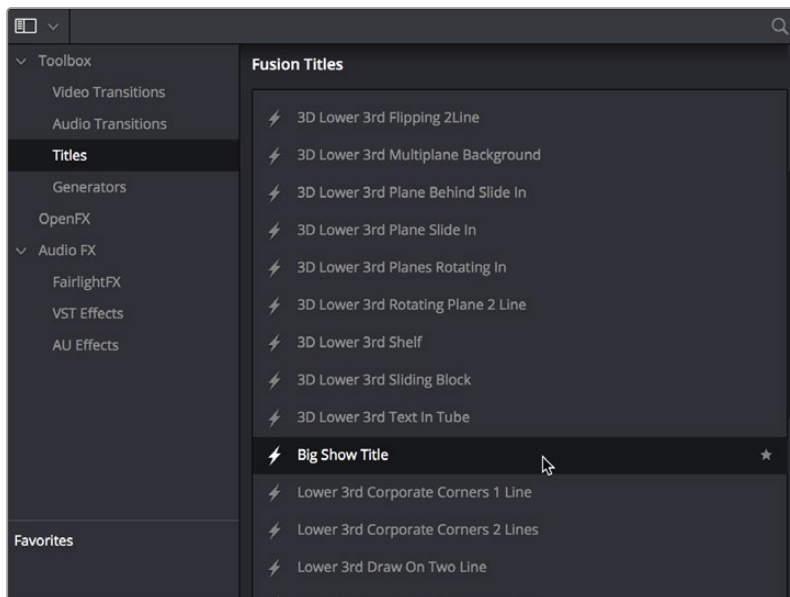 Toolbox
Video Transitions
Audio Transitions
Titles
Generators
OpenFX
Audio FX
FairlightFX
VST Effects
AU Effects
Favorites
Fusion Titles
3D Lower 3rd Flipping 2Line
3D Lower 3rd Multiplane Background
3D Lower 3rd Plane Behind Slide In
3D Lower 3rd Plane Slide In
3D Lower 3rd Planes Rotating In
3D Lower 3rd Rotating Plane 2 Line
3D Lower 3rd Shelf
3D Lower 3rd Sliding Block
3D Lower 3rd Text In Tube
Big Show Title
Lower 3rd Corporate Corners 1 Line
Lower 3rd Corporate Corners 2 Lines
Lower 3rd Draw On Two Line